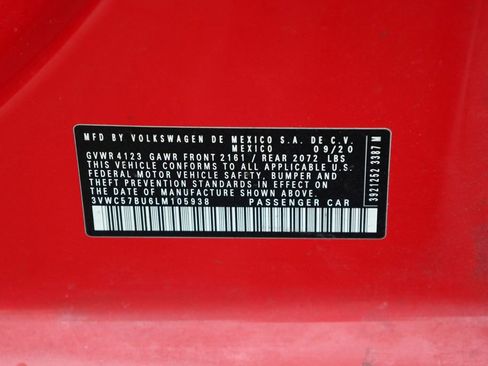 MFD BY VOLKSWAGEN DE MEXICO S.A. DE C.V.
MEXICO 09/20
GVWR 4123 GAWR FRONT 2161 / REAR 2072 LBS
THIS VEHICLE CONFORMS TO ALL APPLICABLE U.S.
FEDERAL MOTOR VEHICLE SAFETY, BUMPER AND
THEFT PREVENTION STANDARDS IN EFFECT ON THE
DATE OF MANUFACTURE SHOWN ABOVE.
3VWC57BU6LM105938 PASSENGER CAR
3921252 3387 M